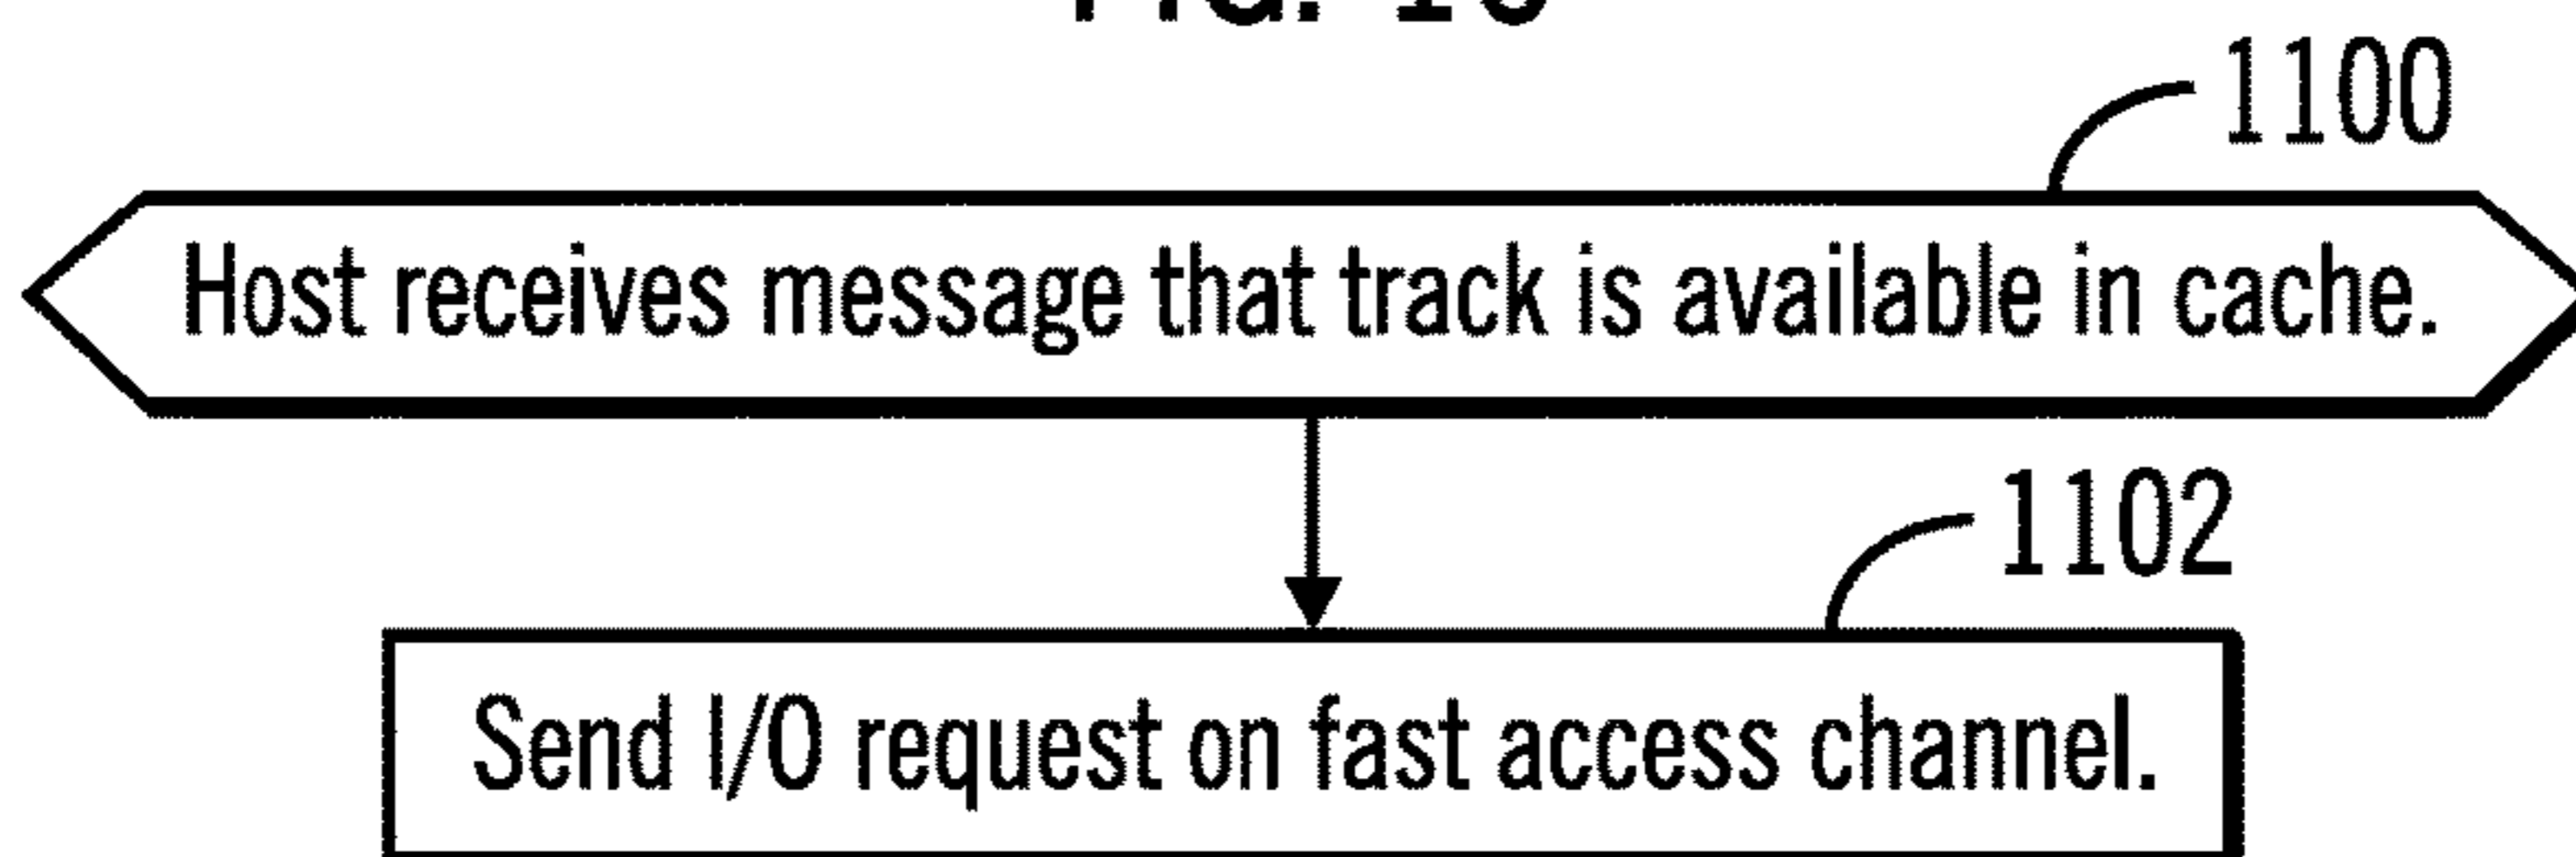 1100
Host receives message that track is available in cache.
1102
Send I/O request on fast access channel.